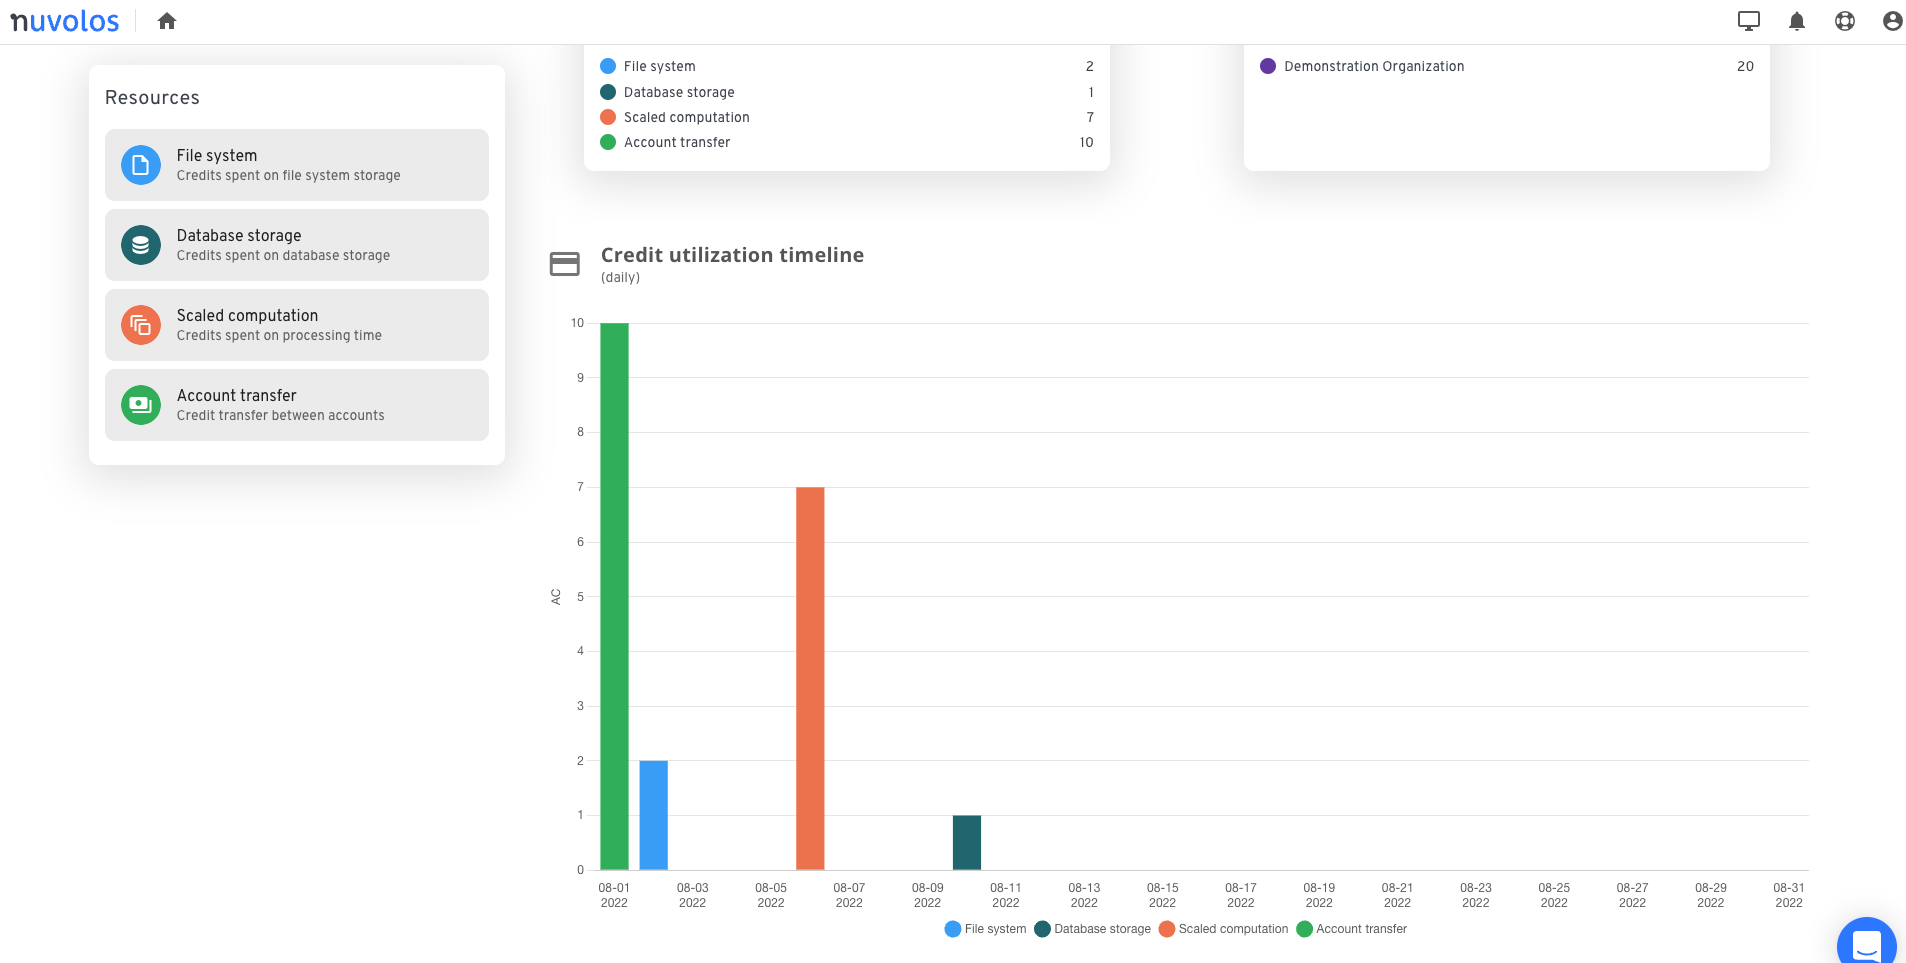 nuvolos
Resources
File system
Credits spent on file system storage
Database storage
Credits spent on database storage
Scaled computation
Credits spent on processing time
Account transfer
Credit transfer between accounts
File system 2
Database storage 1
Scaled computation 7
Account transfer 10
Demonstration Organization 20
Credit utilization timeline
(daily)
10
9
8
7
6
5
4
3
2
1
0
AC
08-01 08-03 08-05 08-07 08-09 08-11 08-13 08-15 08-17 08-19 08-21 08-23 08-25 08-27 08-29 08-31
2022 2022 2022 2022 2022 2022 2022 2022 2022 2022 2022 2022 2022 2022 2022 2022
File system Database storage Scaled computation Account transfer